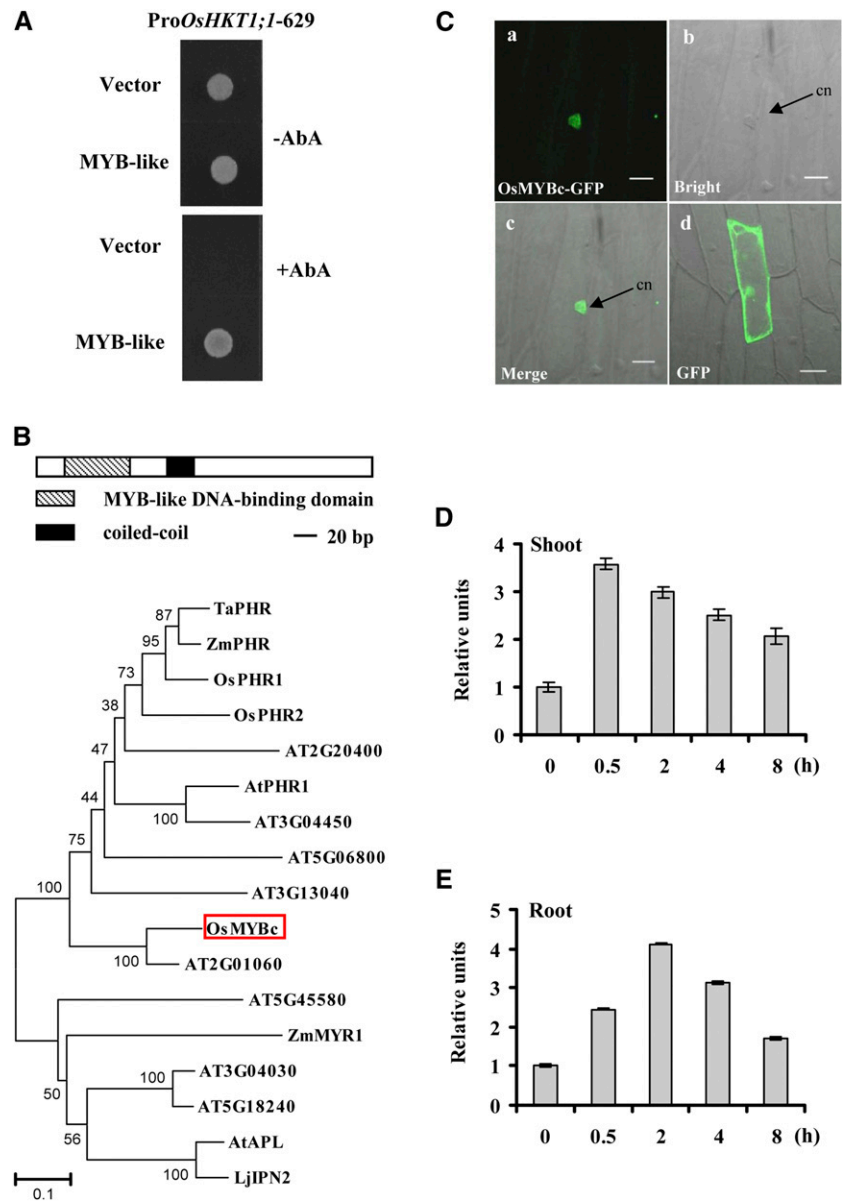 A
ProOsHKT1;1-629
Vector
MYB-like
-AbA
Vector
MYB-like
+AbA
B
MYB-like DNA-binding domain
coiled-coil
20 bp
87
TaPHR
95
ZmPHR
73
OsPHR1
38
OsPHR2
47
AT2G20400
44
AtPHR1
100
AT3G04450
75
AT5G06800
100
AT3G13040
OsMYBc
100
AT2G01060
AT5G45580
ZmMYR1
50
100
AT3G04030
AT5G18240
56
AtAPL
100
LjIPN2
0.1
C
a
OsMYBc-GFP
b
cn
Bright
c
cn
Merge
d
GFP
D
Shoot
Relative units
4
3
2
1
0
0 0.5 2 4 8 (h)
E
Root
Relative units
5
4
3
2
1
0
0 0.5 2 4 8 (h)